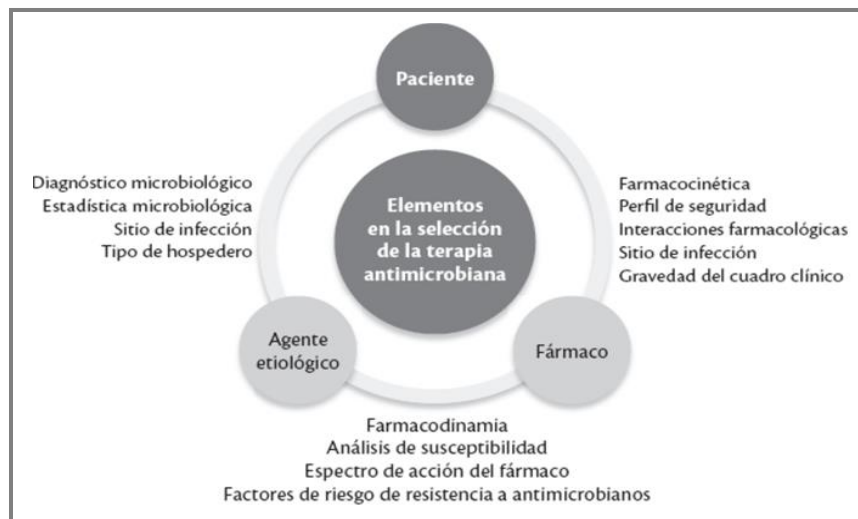 Paciente
Diagnóstico microbiológico
Estadística microbiológica
Sitio de infección
Tipo de hospedero
Elementos
en la selección
de la terapia
antimicrobiana
Farmacocinética
Perfil de seguridad
Interacciones farmacológicas
Sitio de infección
Gravedad del cuadro clínico
Agente
etiológico
Fármaco
Farmacodinamia
Análisis de susceptibilidad
Espectro de acción del fármaco
Factores de riesgo de resistencia a antimicrobianos